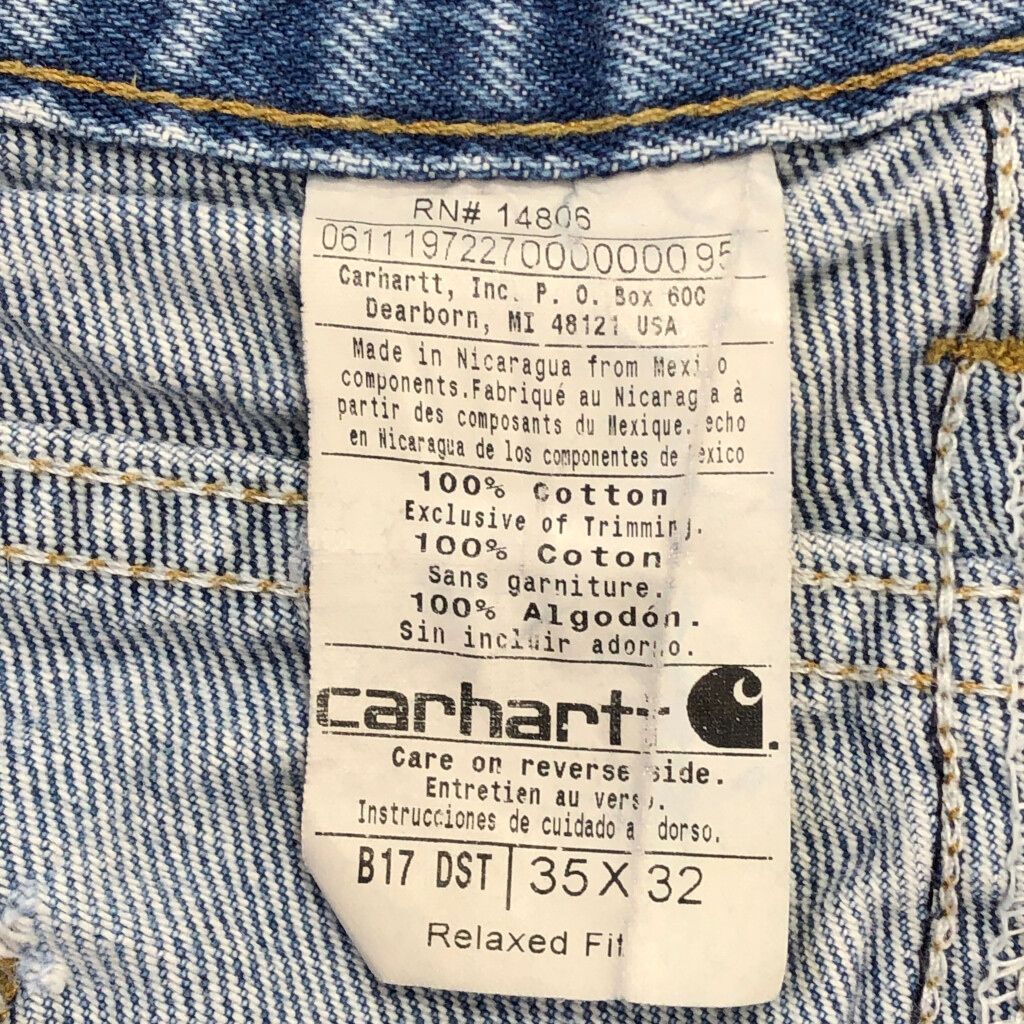 RN# 14806
06111972270000000095
Carhartt, Inc. P. O. Box 600
Dearborn, MI 48121 USA
Made in Nicaragua from Mexico
components.Fabriqué au Nicaragua à
partir des composants du Mexique.
en Nicaragua de los componentes de
100% Cotton
Exclusive of Trimming.
100% Coton
Sans garniture.
100% Algodón.
Sin incluir adorno.
carhartt
Care on reverse side.
Entretien au verso.
Instrucciones de cuidado al dorso.
B17 DST 35 X 32
Relaxed Fit